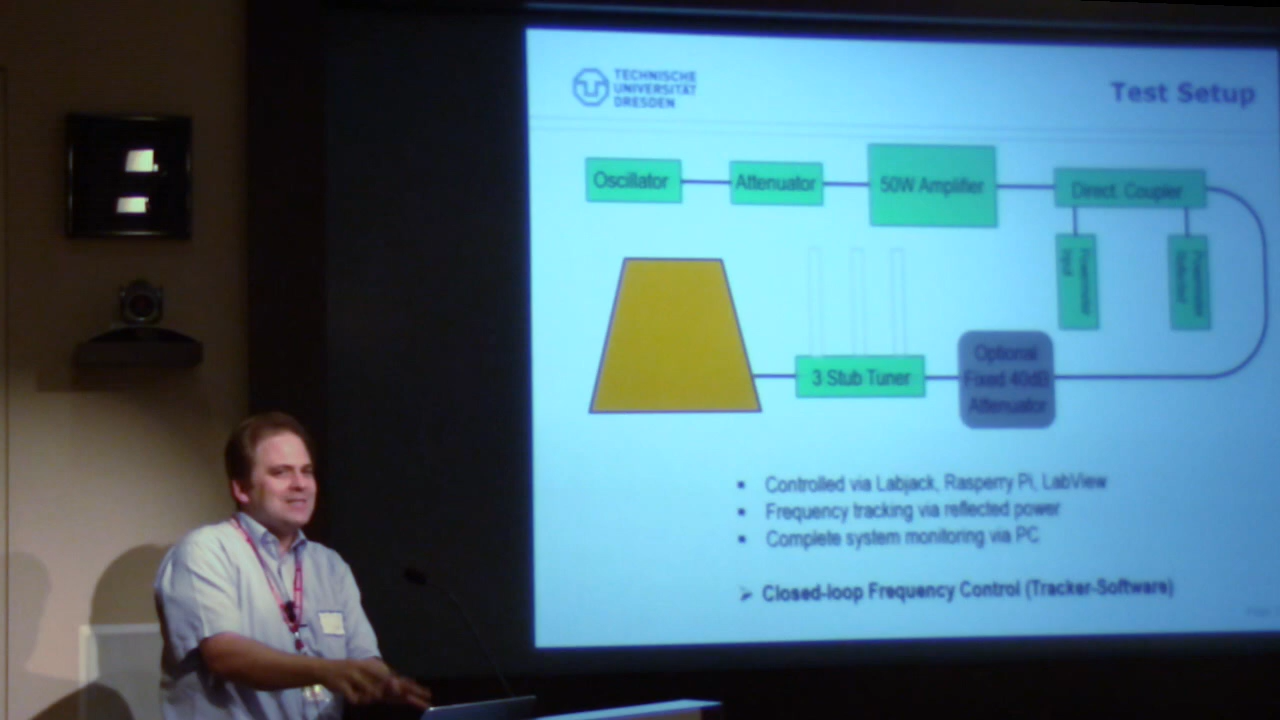 TECHNISCHE
UNIVERSITÄT
DRESDEN
Test Setup
Oscillator
Attenuator
50W Amplifier
Direct. Coupler
3 Stub Tuner
Optional
Fixed 40dB
Attenuator
▪ Controlled via Labjack, Rasperry Pi, LabView
▪ Frequency tracking via reflected power
▪ Complete system monitoring via PC
➢ Closed-loop Frequency Control (Tracker-Software)